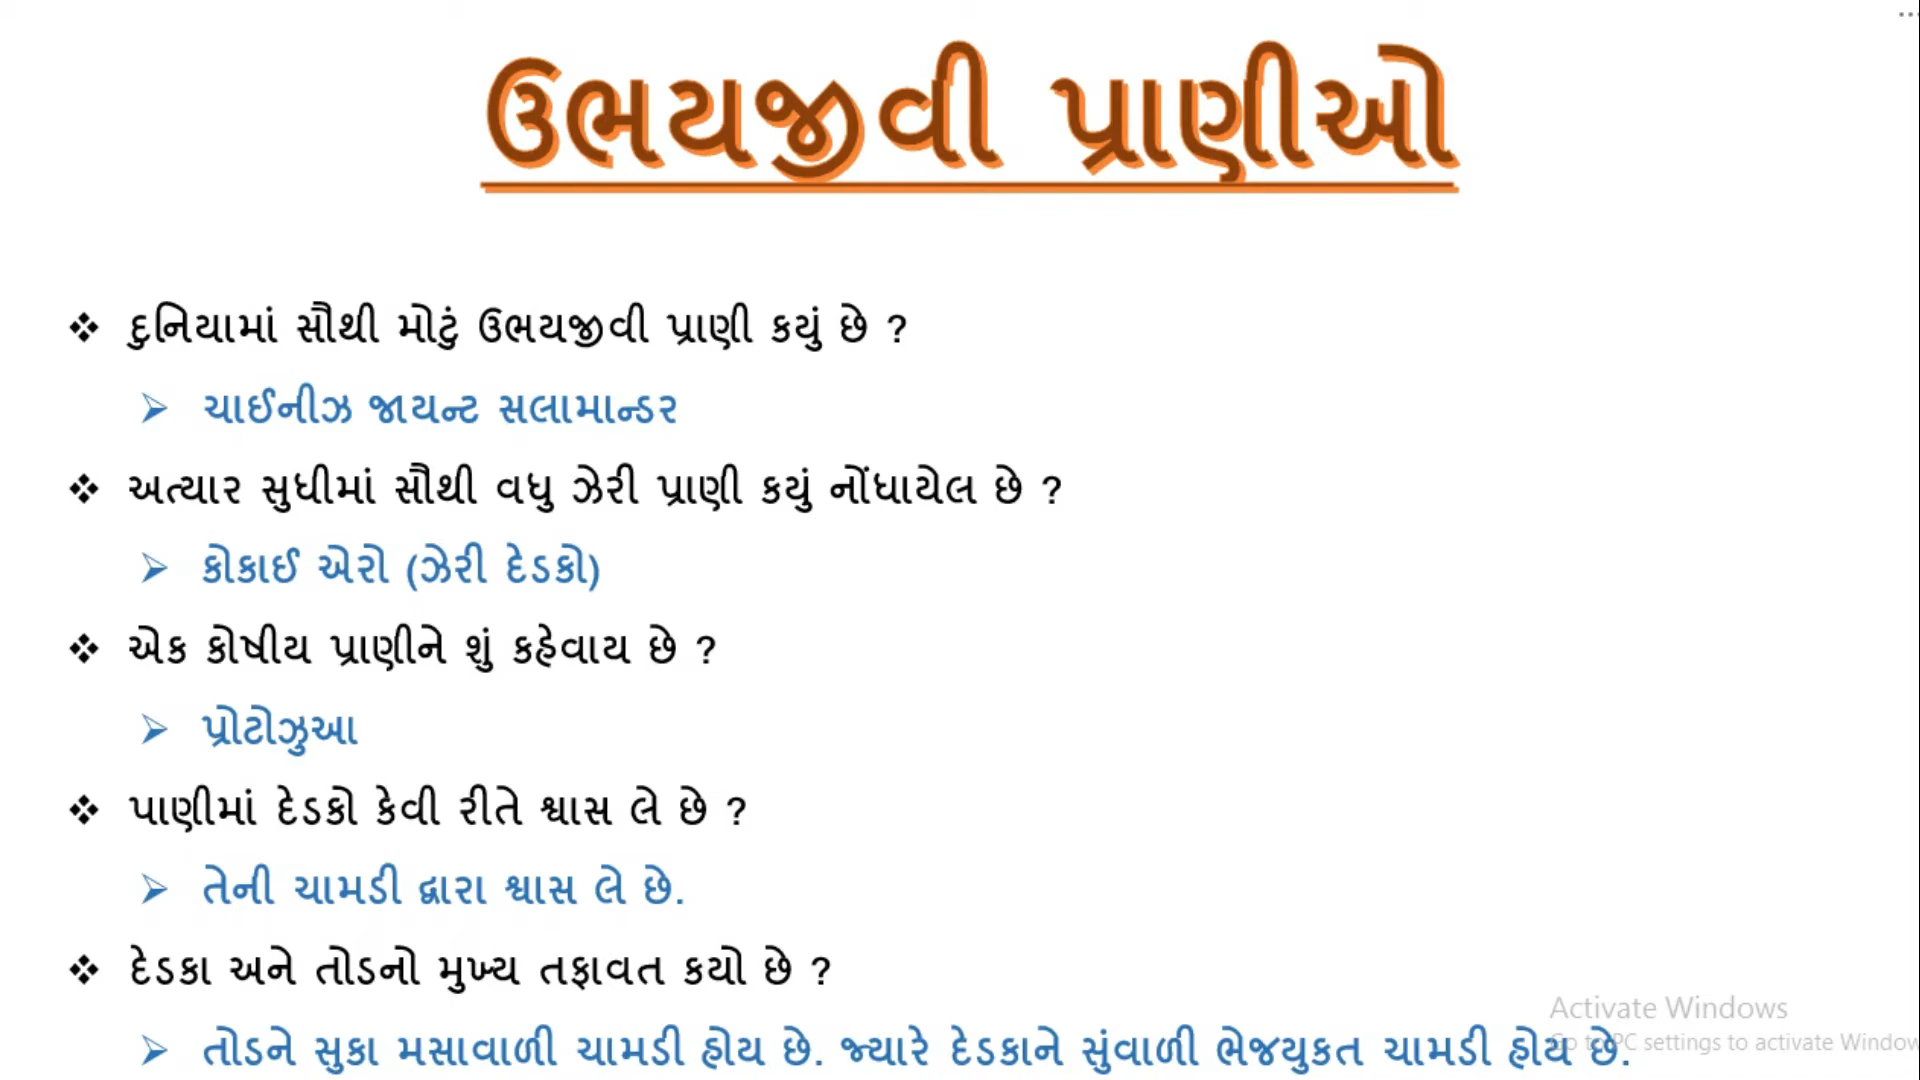 ઉભયજીવી પ્રાણીઓ
દુનિયામાં સૌથી મોટું ઉભયજીવી પ્રાણી કયું છે ?
ચાઈનીઝ જાયન્ટ સલામાન્ડર
અત્યાર સુધીમાં સૌથી વધુ ઝેરી પ્રાણી કયું નોંધાયેલ છે ?
કોકાઈ એરો (ઝેરી દેડકો)
એક કોષીય પ્રાણીને શું કહેવાય છે ?
પ્રોટોઝુઆ
પાણીમાં દેડકો કેવી રીતે શ્વાસ લે છે ?
તેની ચામડી દ્વારા શ્વાસ લે છે.
દેડકા અને તોડનો મુખ્ય તફાવત કયો છે ?
તોડને સુકા મસાવાળી ચામડી હોય છે. જ્યારે દેડકાને સુંવાળી ભેજયુકત ચામડી હોય છે.
Activate Windows
Go to PC settings to activate Window